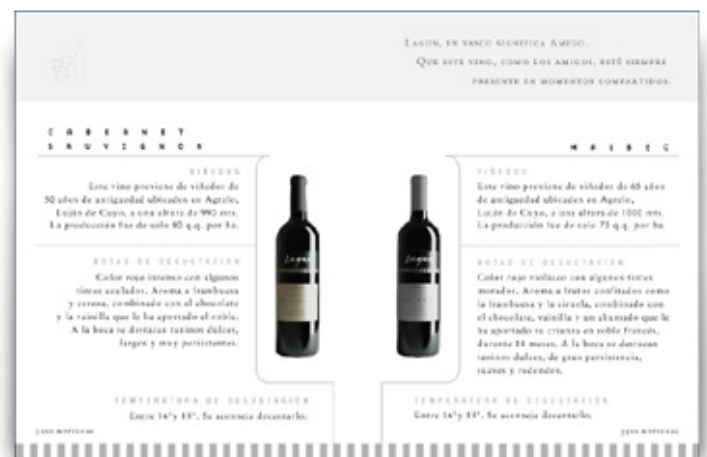 LAGUN, EN VASCO SIGNIFICA AMIGO.
QUE ESTE VINO, COMO LOS AMIGOS, ESTÉ SIEMPRE
PRESENTE EN MOMENTOS COMPARTIDOS.
CABERNET
SAUVIGNON
VIÑEDOS
Este vino proviene de viñedos de
30 años de antiguedad ubicados en Agrelo,
Luján de Cuyo, a una altura de 990 mts.
La producción fue de solo 80 q.q. por ha.
NOTAS DE DEGUSTACIÓN
Color rojo intenso con algunos
tintes azulados. Aroma a frambuesa
y cereza, combinado con el chocolate
y la vainilla que le ha aportado el roble.
A la boca se destacan taninos dulces,
largos y muy persistentes.
TEMPERATURA DE DEGUSTACIÓN
Entre 16° y 18°. Se aconseja decantarlo.
BOTELLAS
Lagun
Lagun
MALBEC
VIÑEDOS
Este vino proviene de viñedos de 65 años
de antiguedad ubicados en Agrelo,
Luján de Cuyo, a una altura de 1000 mts.
La producción fue de solo 70 q.q. por ha.
NOTAS DE DEGUSTACIÓN
Color rojo violáceo con algunos tintes
morados. Aroma a frutos confitados como
la frambuesa y la ciruela, combinado con
el chocolate, vainilla y un ahumado que le
ha aportado su crianza en roble francés,
durante 18 meses. A la boca se destacan
taninos dulces, de gran persistencia,
suaves y redondos.
TEMPERATURA DE DEGUSTACIÓN
Entre 16° y 18°. Se aconseja decantarlo.
BOTELLAS